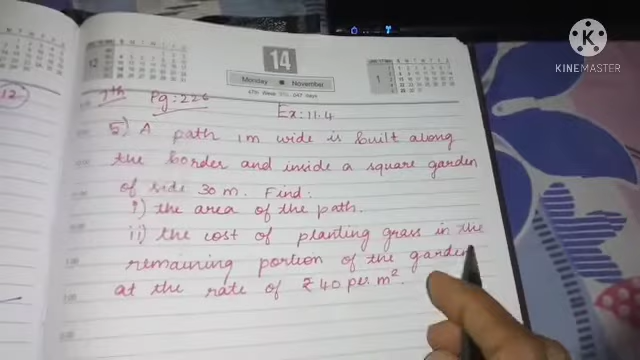 KINEMASTER
14
Monday November
7th Pg:226
Ex:11.4
5) A path 1m wide is built along
the border and inside a square garden
of side 30 m. Find:
i) the area of the path.
ii) the cost of planting grass in the
remaining portion of the garden
at the rate of ₹40 per m².
12